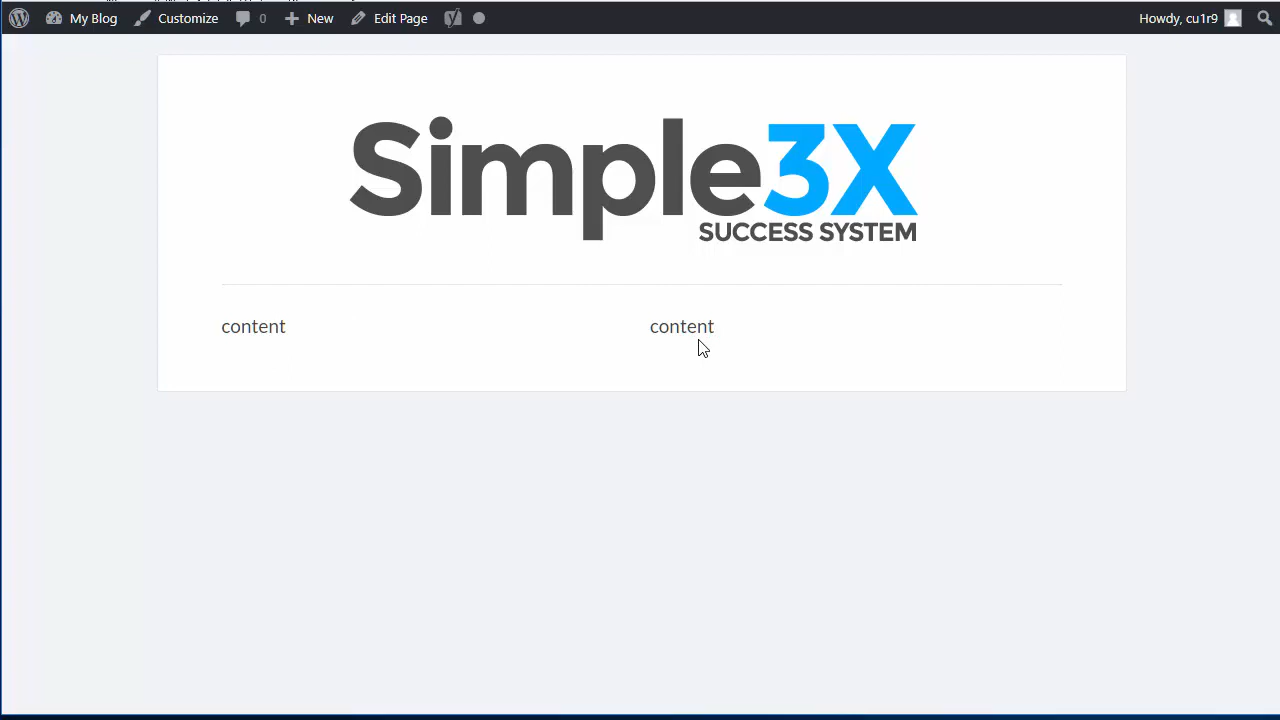 My Blog Customize 0 New Edit Page Howdy, cu1r9
Simple3X
SUCCESS SYSTEM
content content